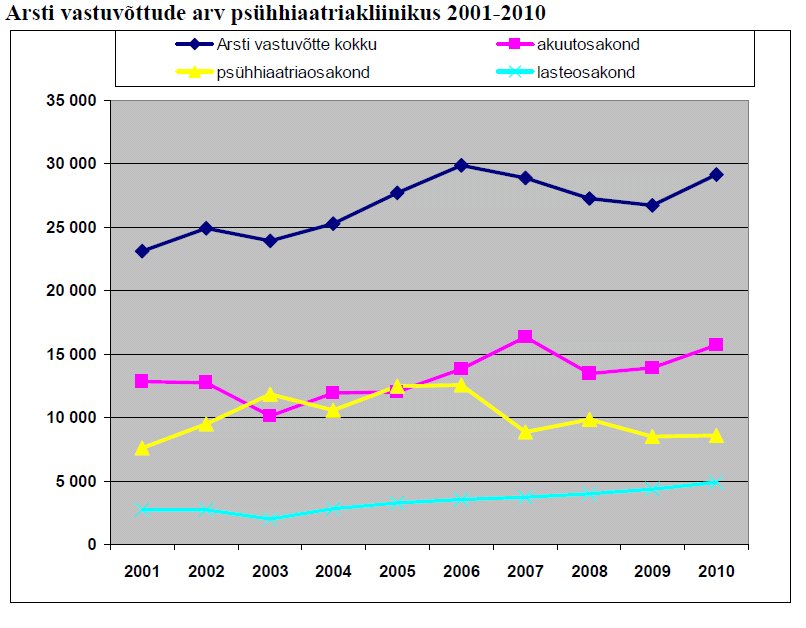 Arsti vastuvõttude arv psühhiaatriakliinikus 2001-2010
Arsti vastuvõtte kokku akuutosakond
psühhiaatriaosakond lasteosakond
35 000
30 000
25 000
20 000
15 000
10 000
5 000
0
2001 2002 2003 2004 2005 2006 2007 2008 2009 2010